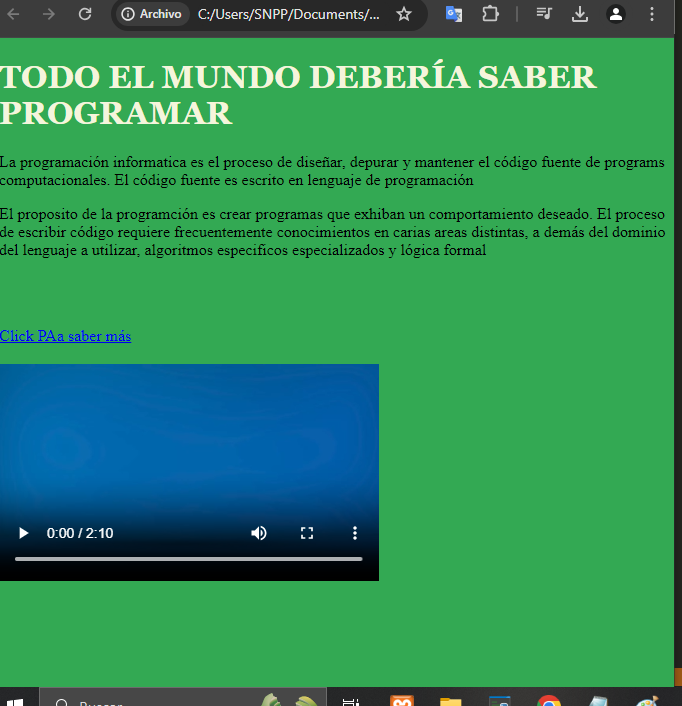 Archivo
C:/Users/SNPP/Documents/...
TODO EL MUNDO DEBERÍA SABER
PROGRAMAR
La programación informatica es el proceso de diseñar, depurar y mantener el código fuente de programs
computacionales. El código fuente es escrito en lenguaje de programación
El proposito de la programción es crear programas que exhiban un comportamiento deseado. El proceso
de escribir código requiere frecuentemente conocimientos en carias areas distintas, a demás del dominio
del lenguaje a utilizar, algoritmos especificos especializados y lógica formal
Click PAa saber más
0:00 / 2:10
Buscar